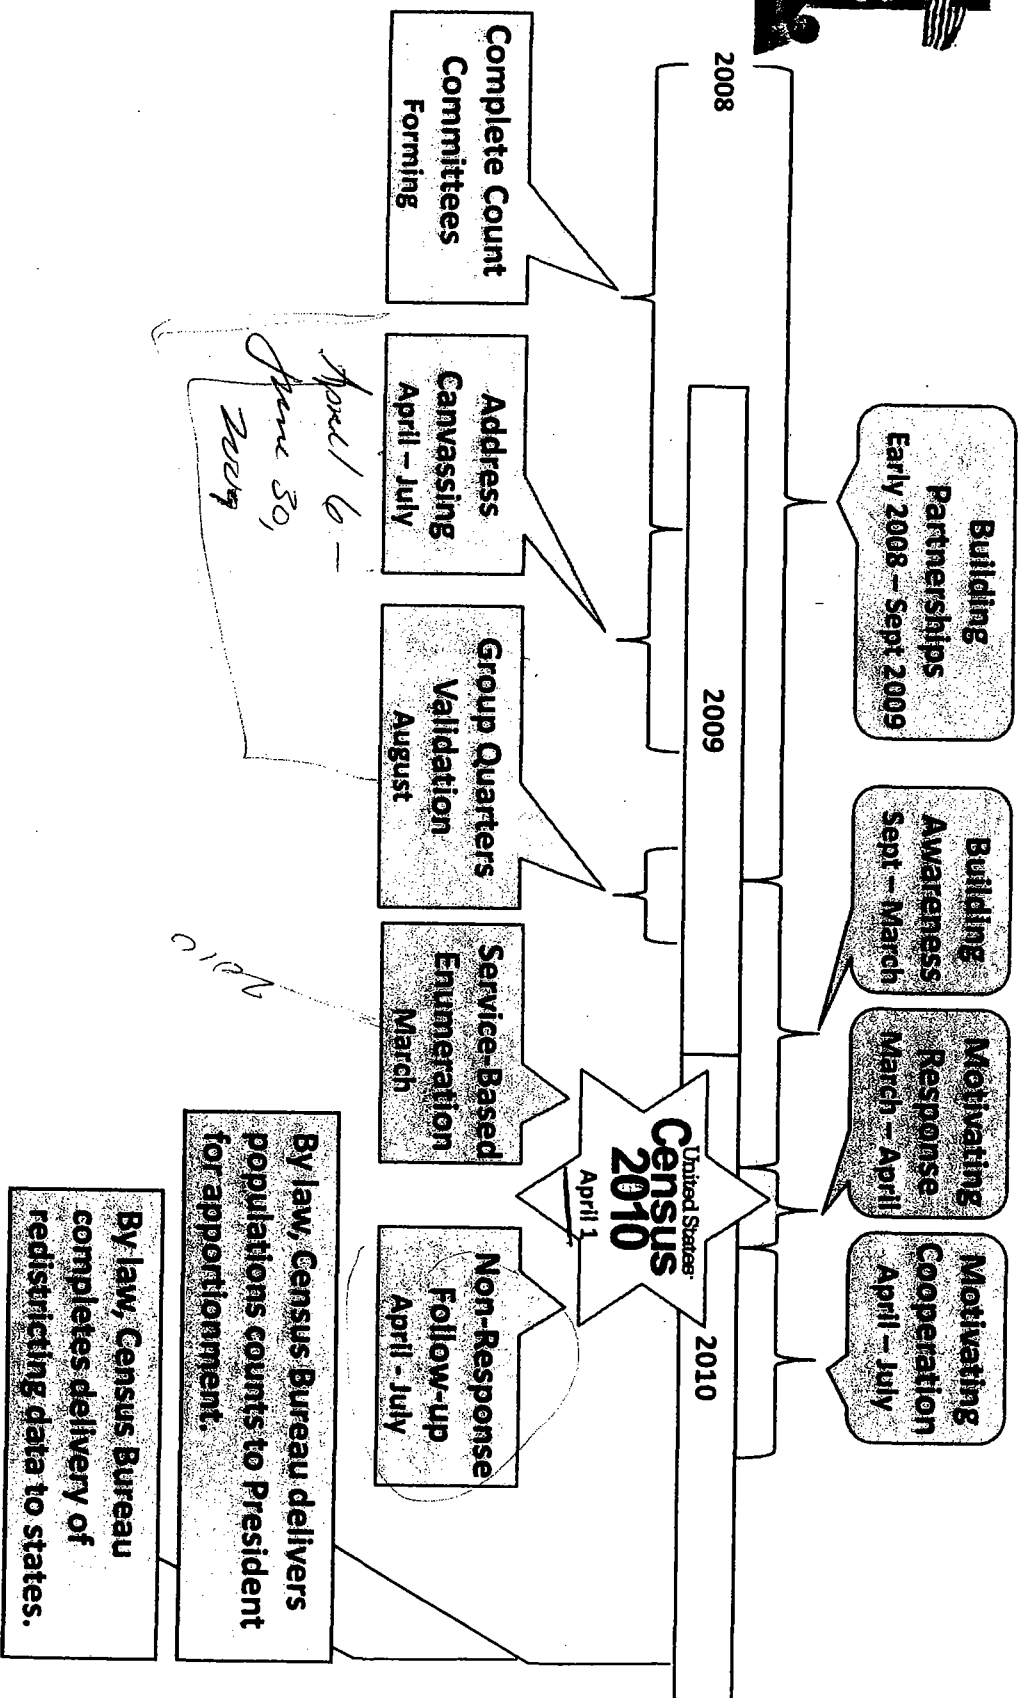 Building
Partnerships
Early 2008 – Sept 2009
Building
Awareness
Sept – March
Motivating
Response
March – April
Motivating
Cooperation
April – July
2008
2009
2010
United States
Census
2010
April 1
Complete Count
Committees
Forming
Address
Canvassing
April – July
Group Quarters
Validation
August
Service-Based
Enumeration
March
Non-Response
Follow-up
April - July
April 6 –
June 30,
2009
2010
By law, Census Bureau delivers
populations counts to President
for apportionment.
By law, Census Bureau
completes delivery of
redistricting data to states.